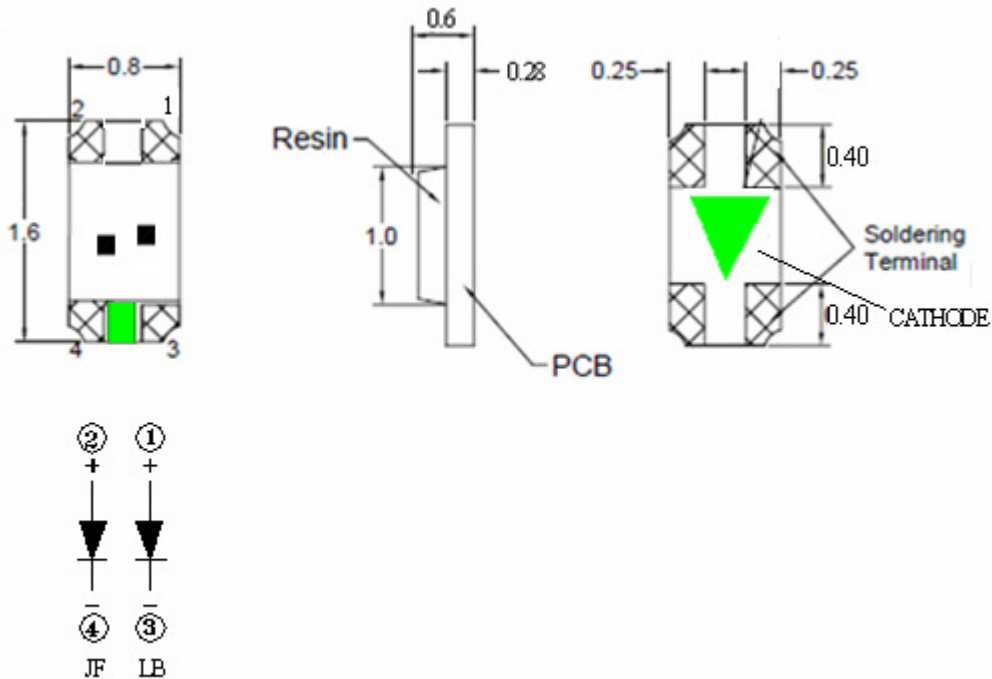 0.6
0.8
0.28
0.25
0.25
2 1
Resin
0.40
1.6
1.0
Soldering
Terminal
0.40
CATHODE
4 3
PCB
② ①
+ +
− −
④ ③
JF LB